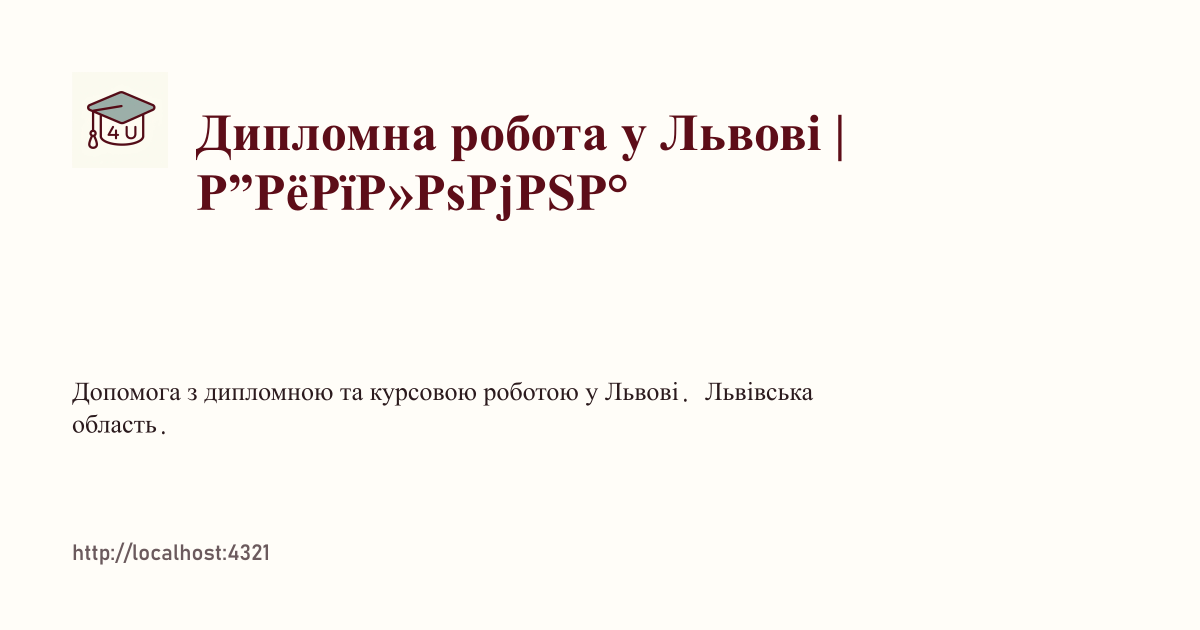 4 U
Дипломна робота у Львові |
Р”РёРїР»РѕРјРЅР°
Допомога з дипломною та курсовою роботою у Львові. Львівська
область.
http://localhost:4321